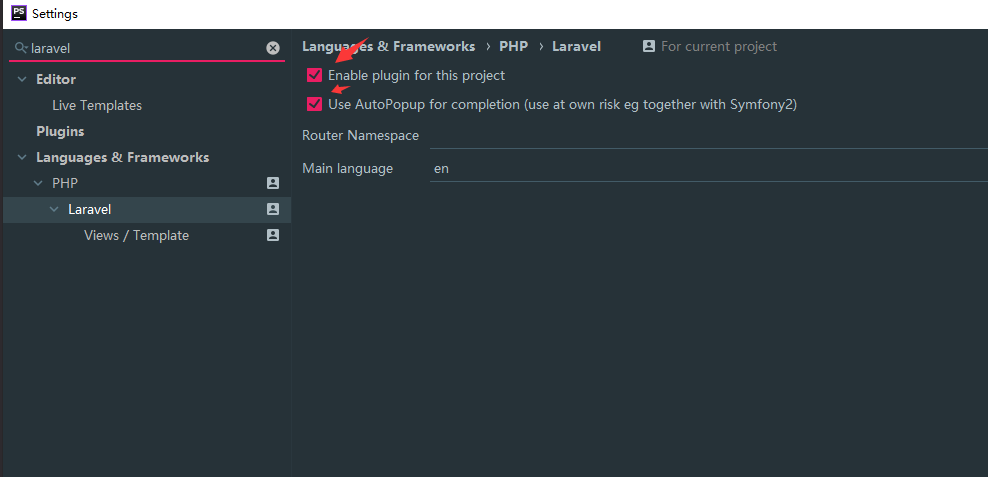 PS Settings
laravel
Languages & Frameworks › PHP › Laravel For current project
Editor
Live Templates
Plugins
Languages & Frameworks
PHP
Laravel
Views / Template
Enable plugin for this project
Use AutoPopup for completion (use at own risk eg together with Symfony2)
Router Namespace
Main language en